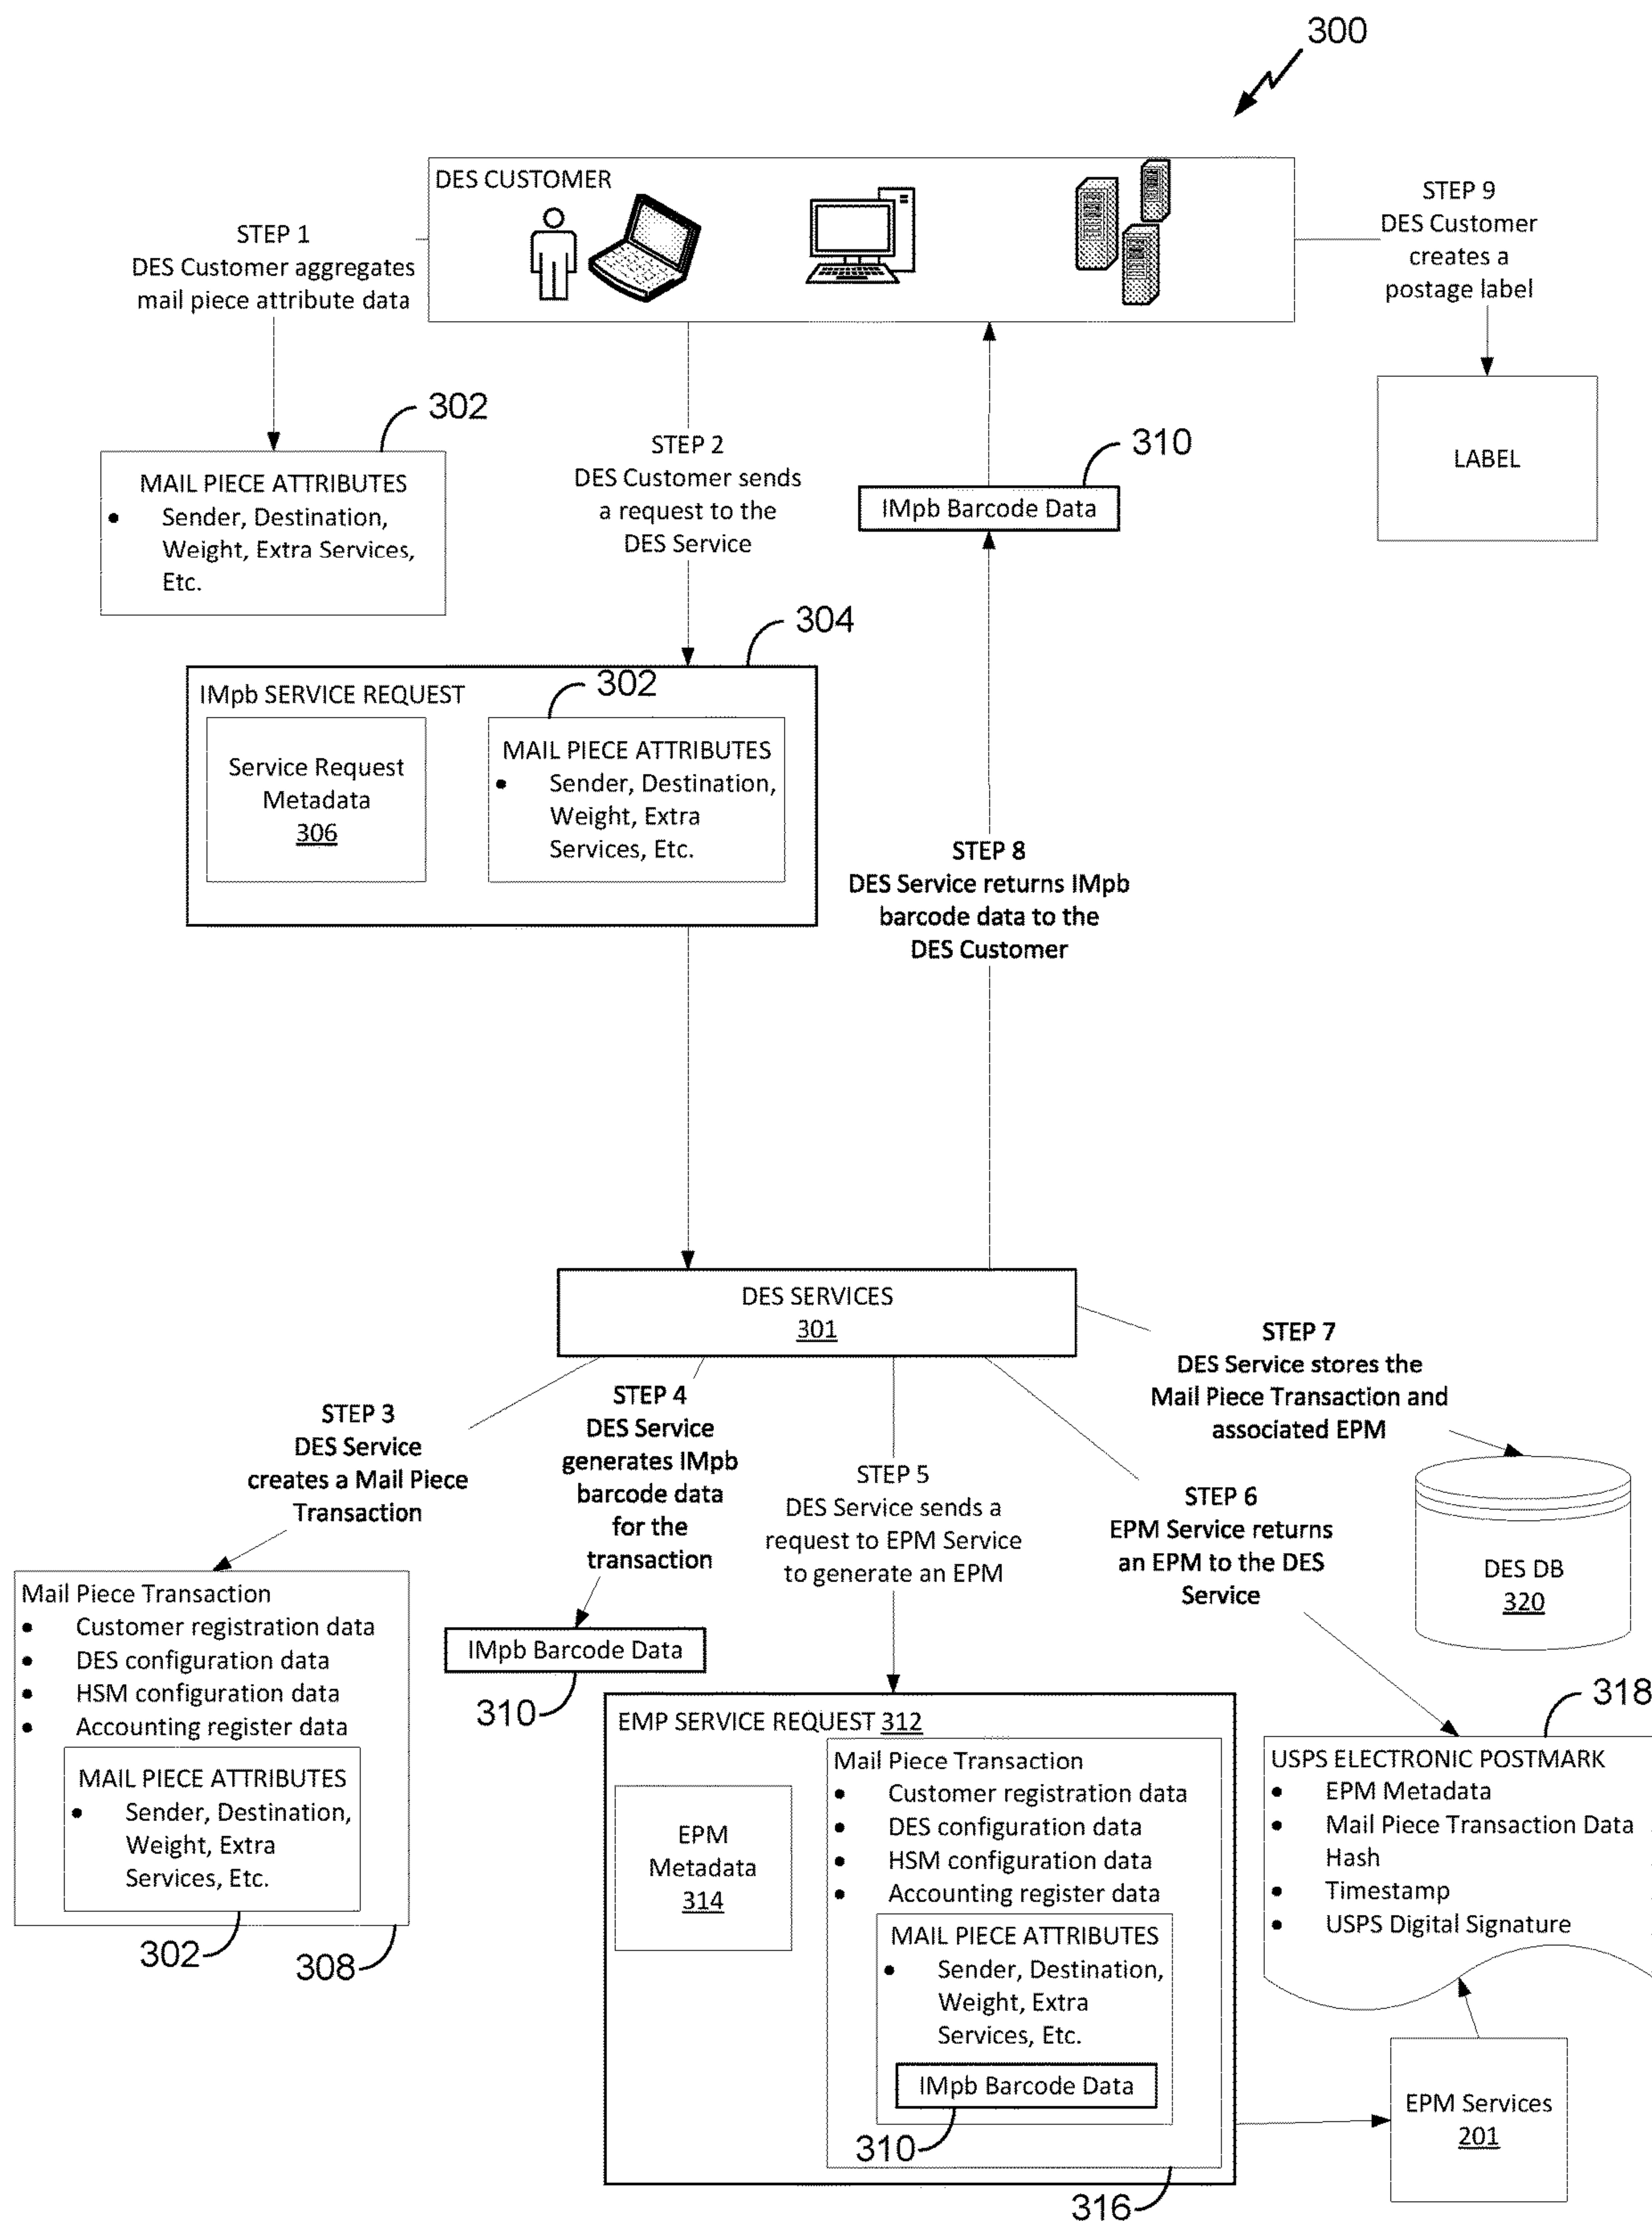 300
DES CUSTOMER
STEP 1
DES Customer aggregates
mail piece attribute data
STEP 9
DES Customer
creates a
postage label
302
MAIL PIECE ATTRIBUTES
• Sender, Destination,
Weight, Extra Services,
Etc.
STEP 2
DES Customer sends
a request to the
DES Service
310
IMpb Barcode Data
LABEL
304
IMpb SERVICE REQUEST
Service Request
Metadata
306
302
MAIL PIECE ATTRIBUTES
• Sender, Destination,
Weight, Extra
Services, Etc.
STEP 8
DES Service returns IMpb
barcode data to the
DES Customer
DES SERVICES
301
STEP 3
DES Service
creates a Mail Piece
Transaction
STEP 4
DES Service
generates IMpb
barcode data
for the
transaction
STEP 5
DES Service sends a
request to EPM Service
to generate an EPM
STEP 6
EPM Service returns
an EPM to the DES
Service
STEP 7
DES Service stores the
Mail Piece Transaction and
associated EPM
DES DB
320
Mail Piece Transaction
• Customer registration data
• DES configuration data
• HSM configuration data
• Accounting register data
MAIL PIECE ATTRIBUTES
• Sender, Destination,
Weight, Extra
Services, Etc.
302
308
IMpb Barcode Data
310
EMP SERVICE REQUEST 312
EPM
Metadata
314
Mail Piece Transaction
• Customer registration data
• DES configuration data
• HSM configuration data
• Accounting register data
MAIL PIECE ATTRIBUTES
• Sender, Destination,
Weight, Extra
Services, Etc.
IMpb Barcode Data
310
316
318
USPS ELECTRONIC POSTMARK
• EPM Metadata
• Mail Piece Transaction Data
Hash
• Timestamp
• USPS Digital Signature
EPM Services
201